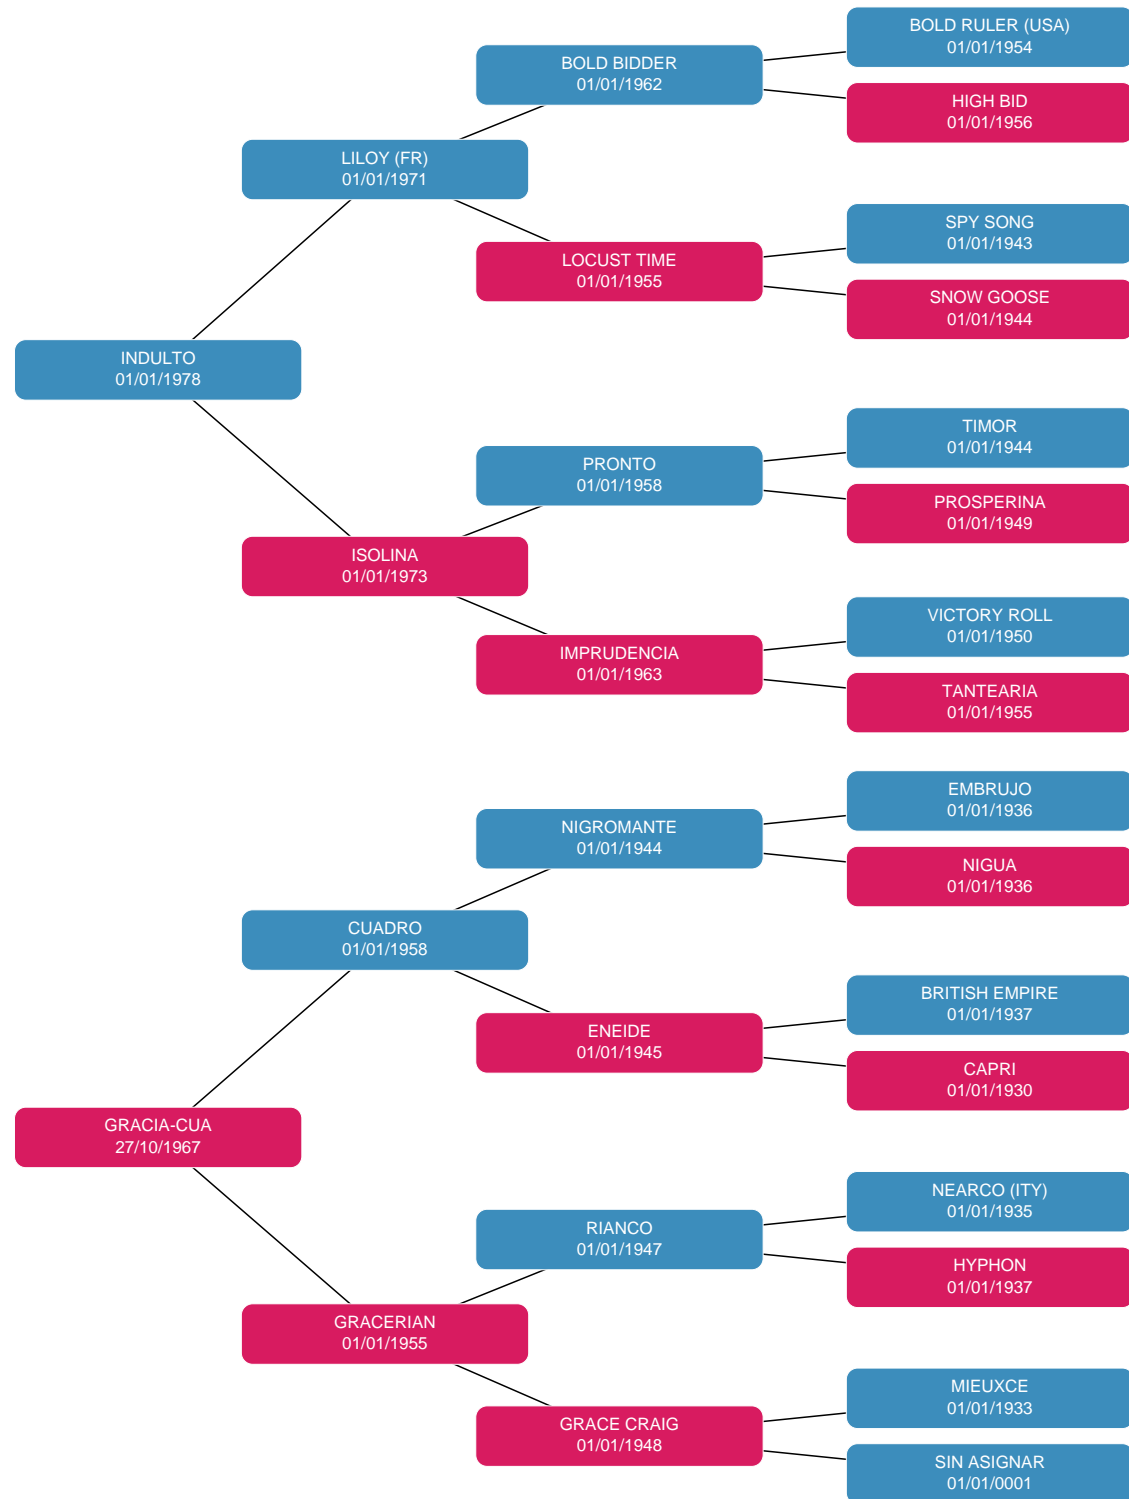 BOLD RULER (USA)
01/01/1954
BOLD BIDDER
01/01/1962
HIGH BID
01/01/1956
LILOY (FR)
01/01/1971
SPY SONG
01/01/1943
LOCUST TIME
01/01/1955
SNOW GOOSE
01/01/1944
INDULTO
01/01/1978
TIMOR
01/01/1944
PRONTO
01/01/1958
PROSPERINA
01/01/1949
ISOLINA
01/01/1973
VICTORY ROLL
01/01/1950
IMPRUDENCIA
01/01/1963
TANTEARIA
01/01/1955
EMBRUJO
01/01/1936
NIGROMANTE
01/01/1944
NIGUA
01/01/1936
CUADRO
01/01/1958
BRITISH EMPIRE
01/01/1937
ENEIDE
01/01/1945
CAPRI
01/01/1930
GRACIA-CUA
27/10/1967
NEARCO (ITY)
01/01/1935
RIANCO
01/01/1947
HYPHON
01/01/1937
GRACERIAN
01/01/1955
MIEUXCE
01/01/1933
GRACE CRAIG
01/01/1948
SIN ASIGNAR
01/01/0001